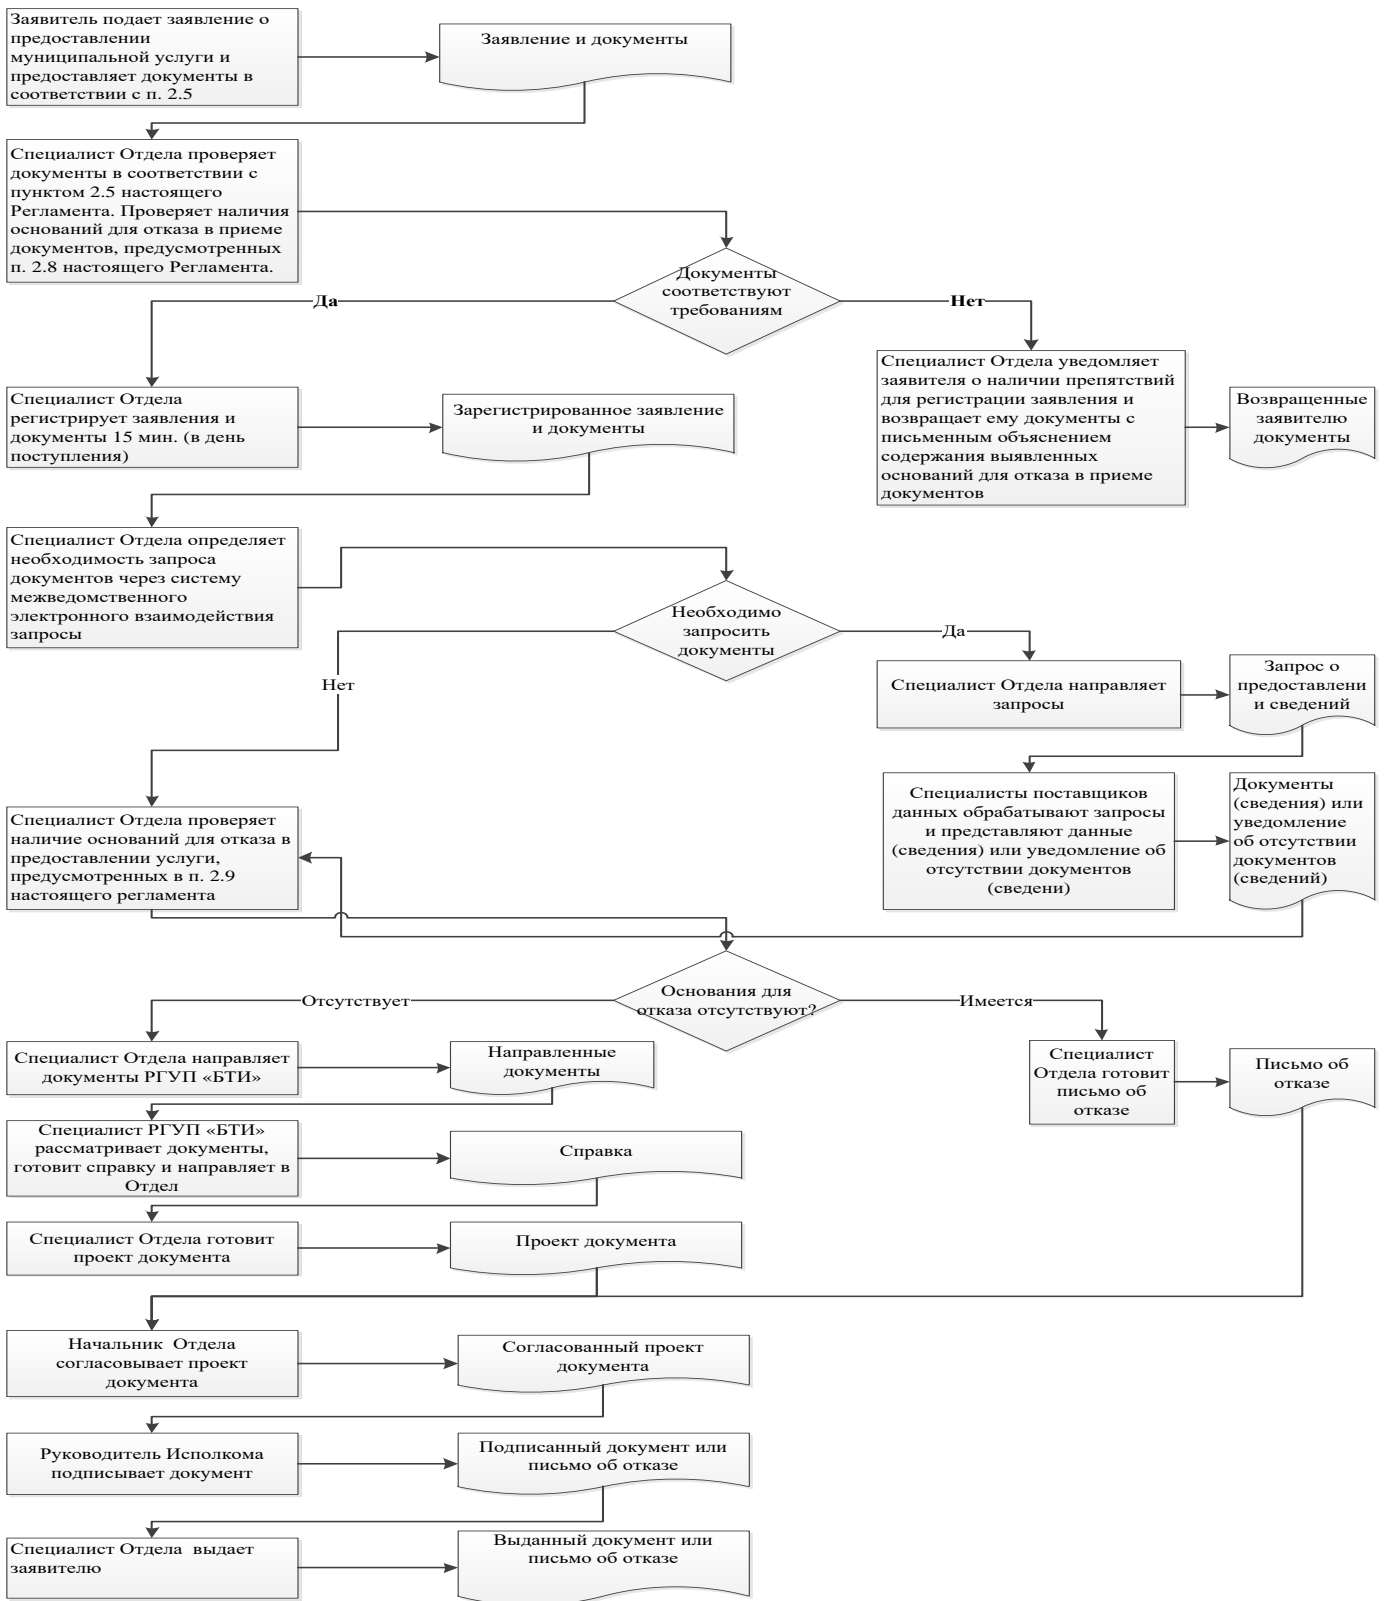 Заявитель подает заявление о
предоставлении
муниципальной услуги и
предоставляет документы в
соответствии с п. 2.5
Заявление и документы
Специалист Отдела проверяет
документы в соответствии с
пунктом 2.5 настоящего
Регламента. Проверяет наличия
оснований для отказа в приеме
документов, предусмотренных
п. 2.8 настоящего Регламента.
Документы
соответствуют
требованиям
Да
Нет
Специалист Отдела
регистрирует заявления и
документы 15 мин. (в день
поступления)
Зарегистрированное заявление
и документы
Специалист Отдела уведомляет
заявителя о наличии препятствий
для регистрации заявления и
возвращает ему документы с
письменным объяснением
содержания выявленных
оснований для отказа в приеме
документов
Возвращенные
заявителю
документы
Специалист Отдела определяет
необходимость запроса
документов через систему
межведомственного
электронного взаимодействия
запросы
Необходимо
запросить
документы
Да
Нет
Специалист Отдела направляет
запросы
Запрос о
предоставлени
и сведений
Специалисты поставщиков
данных обрабатывают запросы
и представляют данные
(сведения) или уведомление об
отсутствии документов
(сведени)
Документы
(сведения) или
уведомление
об отсутствии
документов
(сведений)
Специалист Отдела проверяет
наличие оснований для отказа в
предоставлении услуги,
предусмотренных в п. 2.9
настоящего регламента
Основания для
отказа отсутствуют?
Отсутствует
Имеется
Специалист Отдела направляет
документы РГУП «БТИ»
Направленные
документы
Специалист
Отдела готовит
письмо об
отказе
Письмо об
отказе
Специалист РГУП «БТИ»
рассматривает документы,
готовит справку и направляет в
Отдел
Справка
Специалист Отдела готовит
проект документа
Проект документа
Начальник  Отдела
согласовывает проект
документа
Согласованный проект
документа
Руководитель Исполкома
подписывает документ
Подписанный документ или
письмо об отказе
Специалист Отдела  выдает
заявителю
Выданный документ или
письмо об отказе